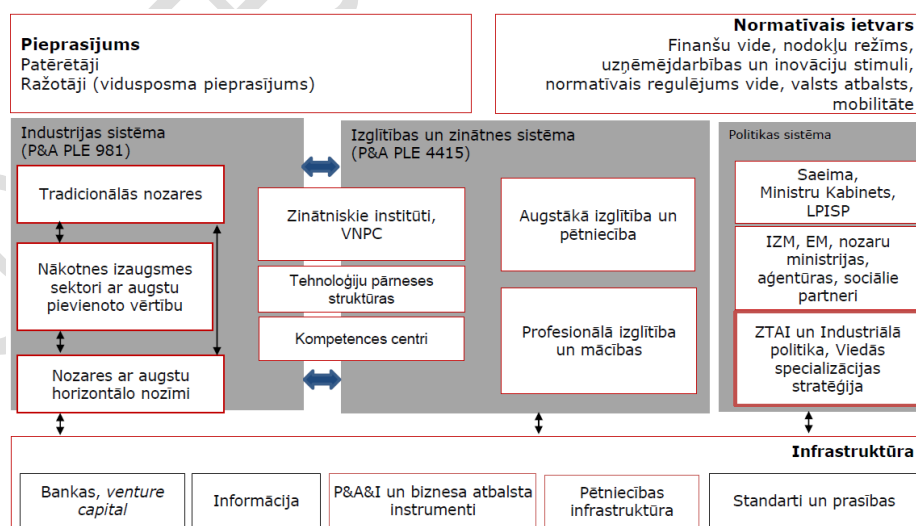 Pieprasījums
Patērētāji
Ražotāji (vidusposma pieprasījums)
Normatīvais ietvars
Finanšu vide, nodokļu režīms,
uzņēmējdarbības un inovāciju stimuli,
normatīvais regulējums vide, valsts atbalsts,
mobilitāte
Industrijas sistēma
(P&A PLE 981)
Tradicionālās nozares
Nākotnes izaugsmes
sektori ar augstu
pievienoto vērtību
Nozares ar augstu
horizontālo nozīmi
Izglītības un zinātnes sistēma
(P&A PLE 4415)
Zinātniskie institūti,
VNPC
Tehnoloģiju pārneses
struktūras
Kompetences centri
Augstākā izglītība un
pētniecība
Profesionālā izglītība
un mācības
Politikas sistēma
Saeima,
Ministru Kabinets,
LPISP
IZM, EM, nozaru
ministrijas,
aģentūras, sociālie
partneri
ZTAI un Industriālā
politika, Viedās
specializācijas
stratēģija
Infrastruktūra
Bankas, venture
capital
Informācija
P&A&I un biznesa atbalsta
instrumenti
Pētniecības
infrastruktūra
Standarti un prasības